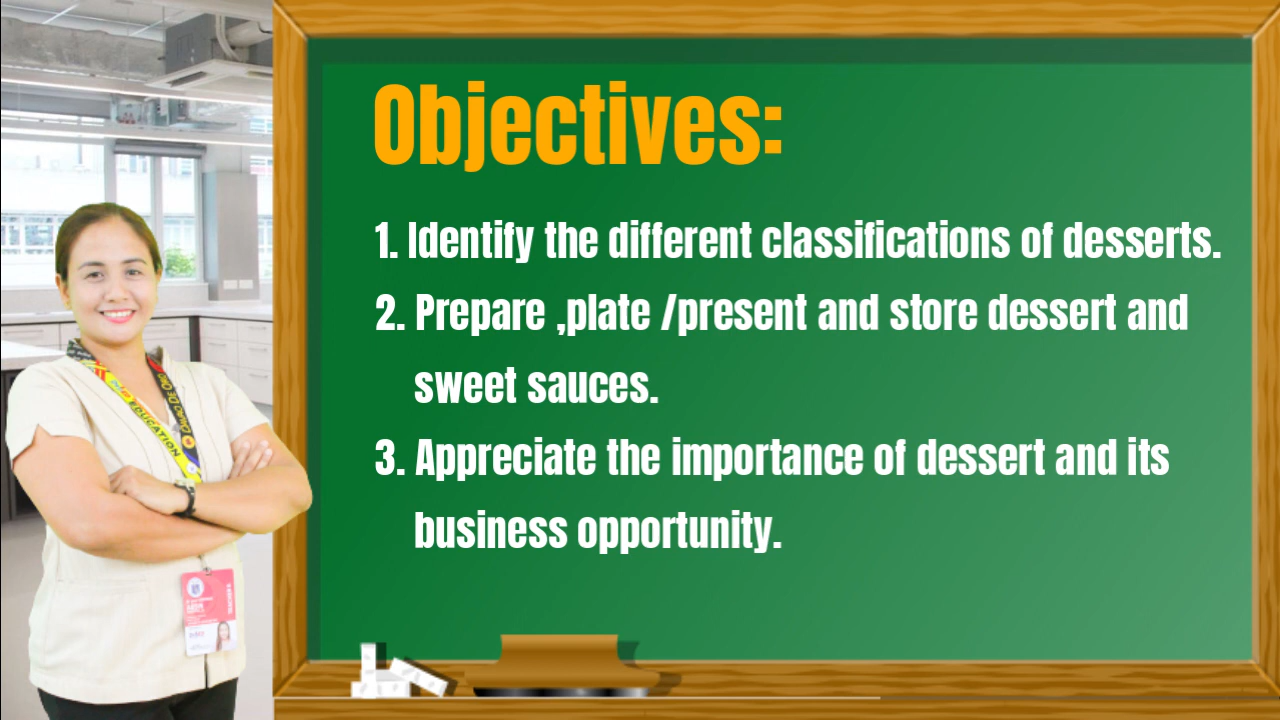 Objectives:
1. Identify the different classifications of desserts.
2. Prepare ,plate /present and store dessert and
sweet sauces.
3. Appreciate the importance of dessert and its
business opportunity.
EDUCATION